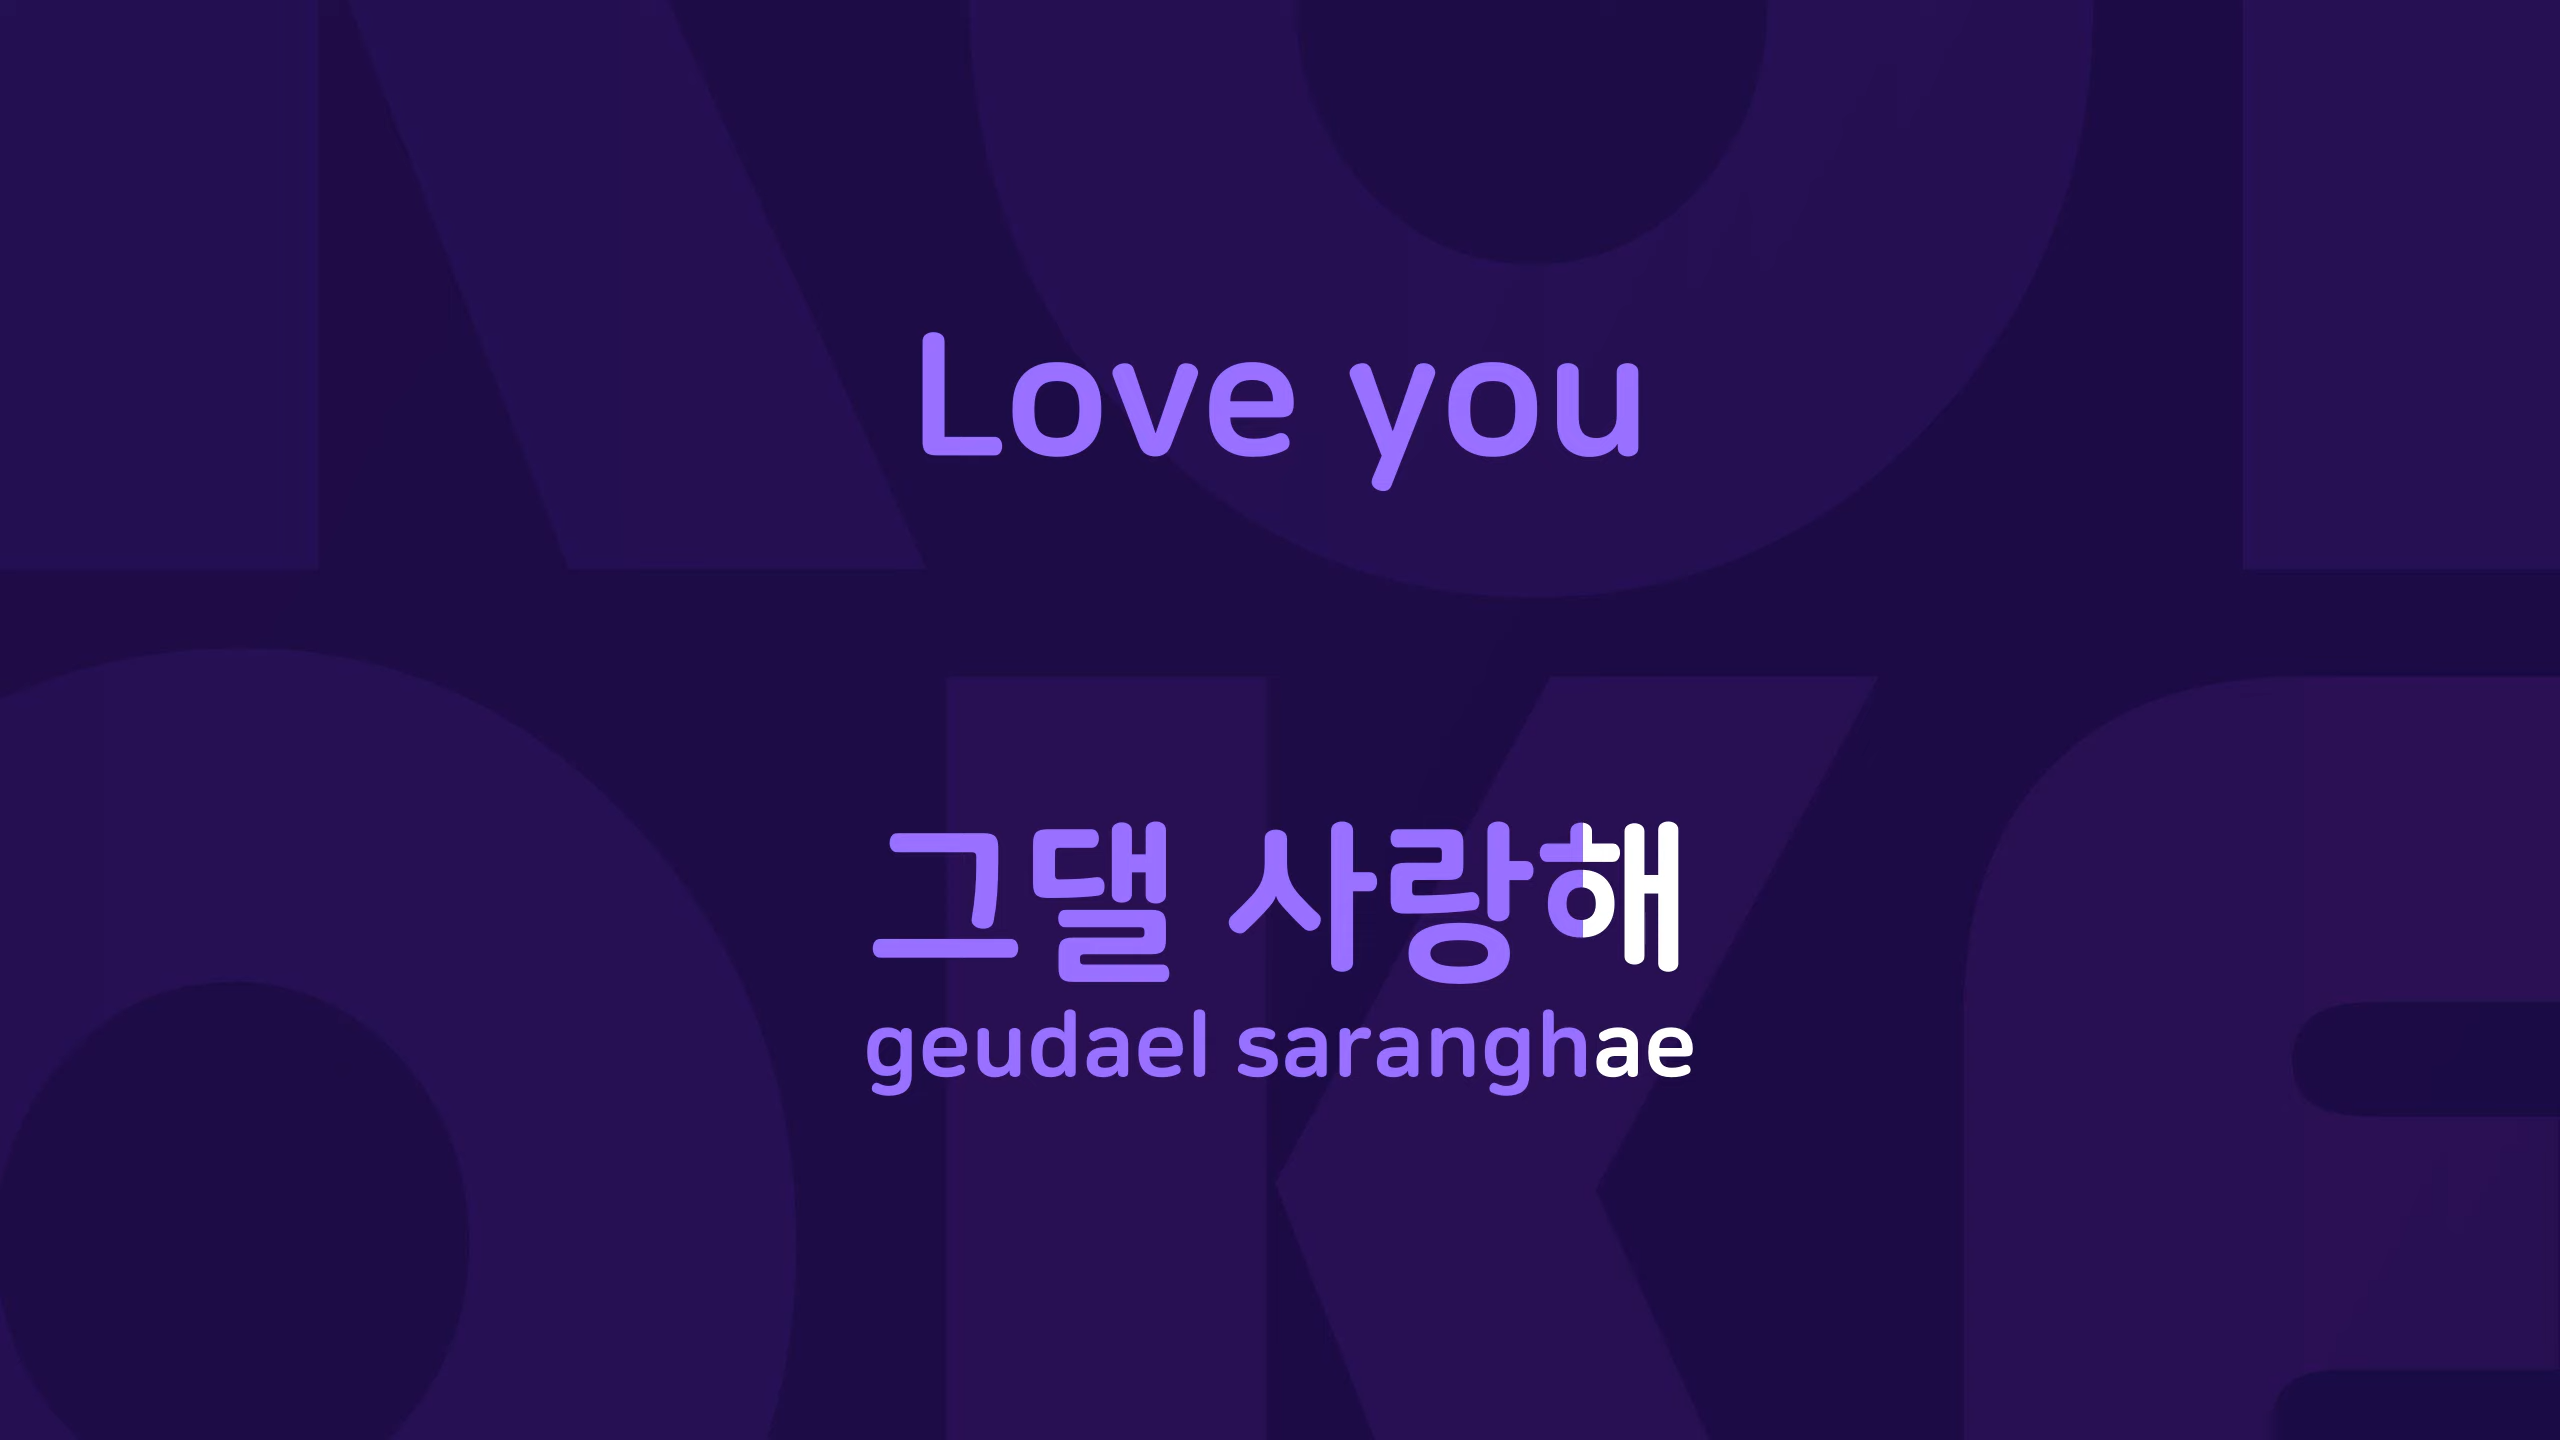 Love you
그댈 사랑해
geudael saranghae